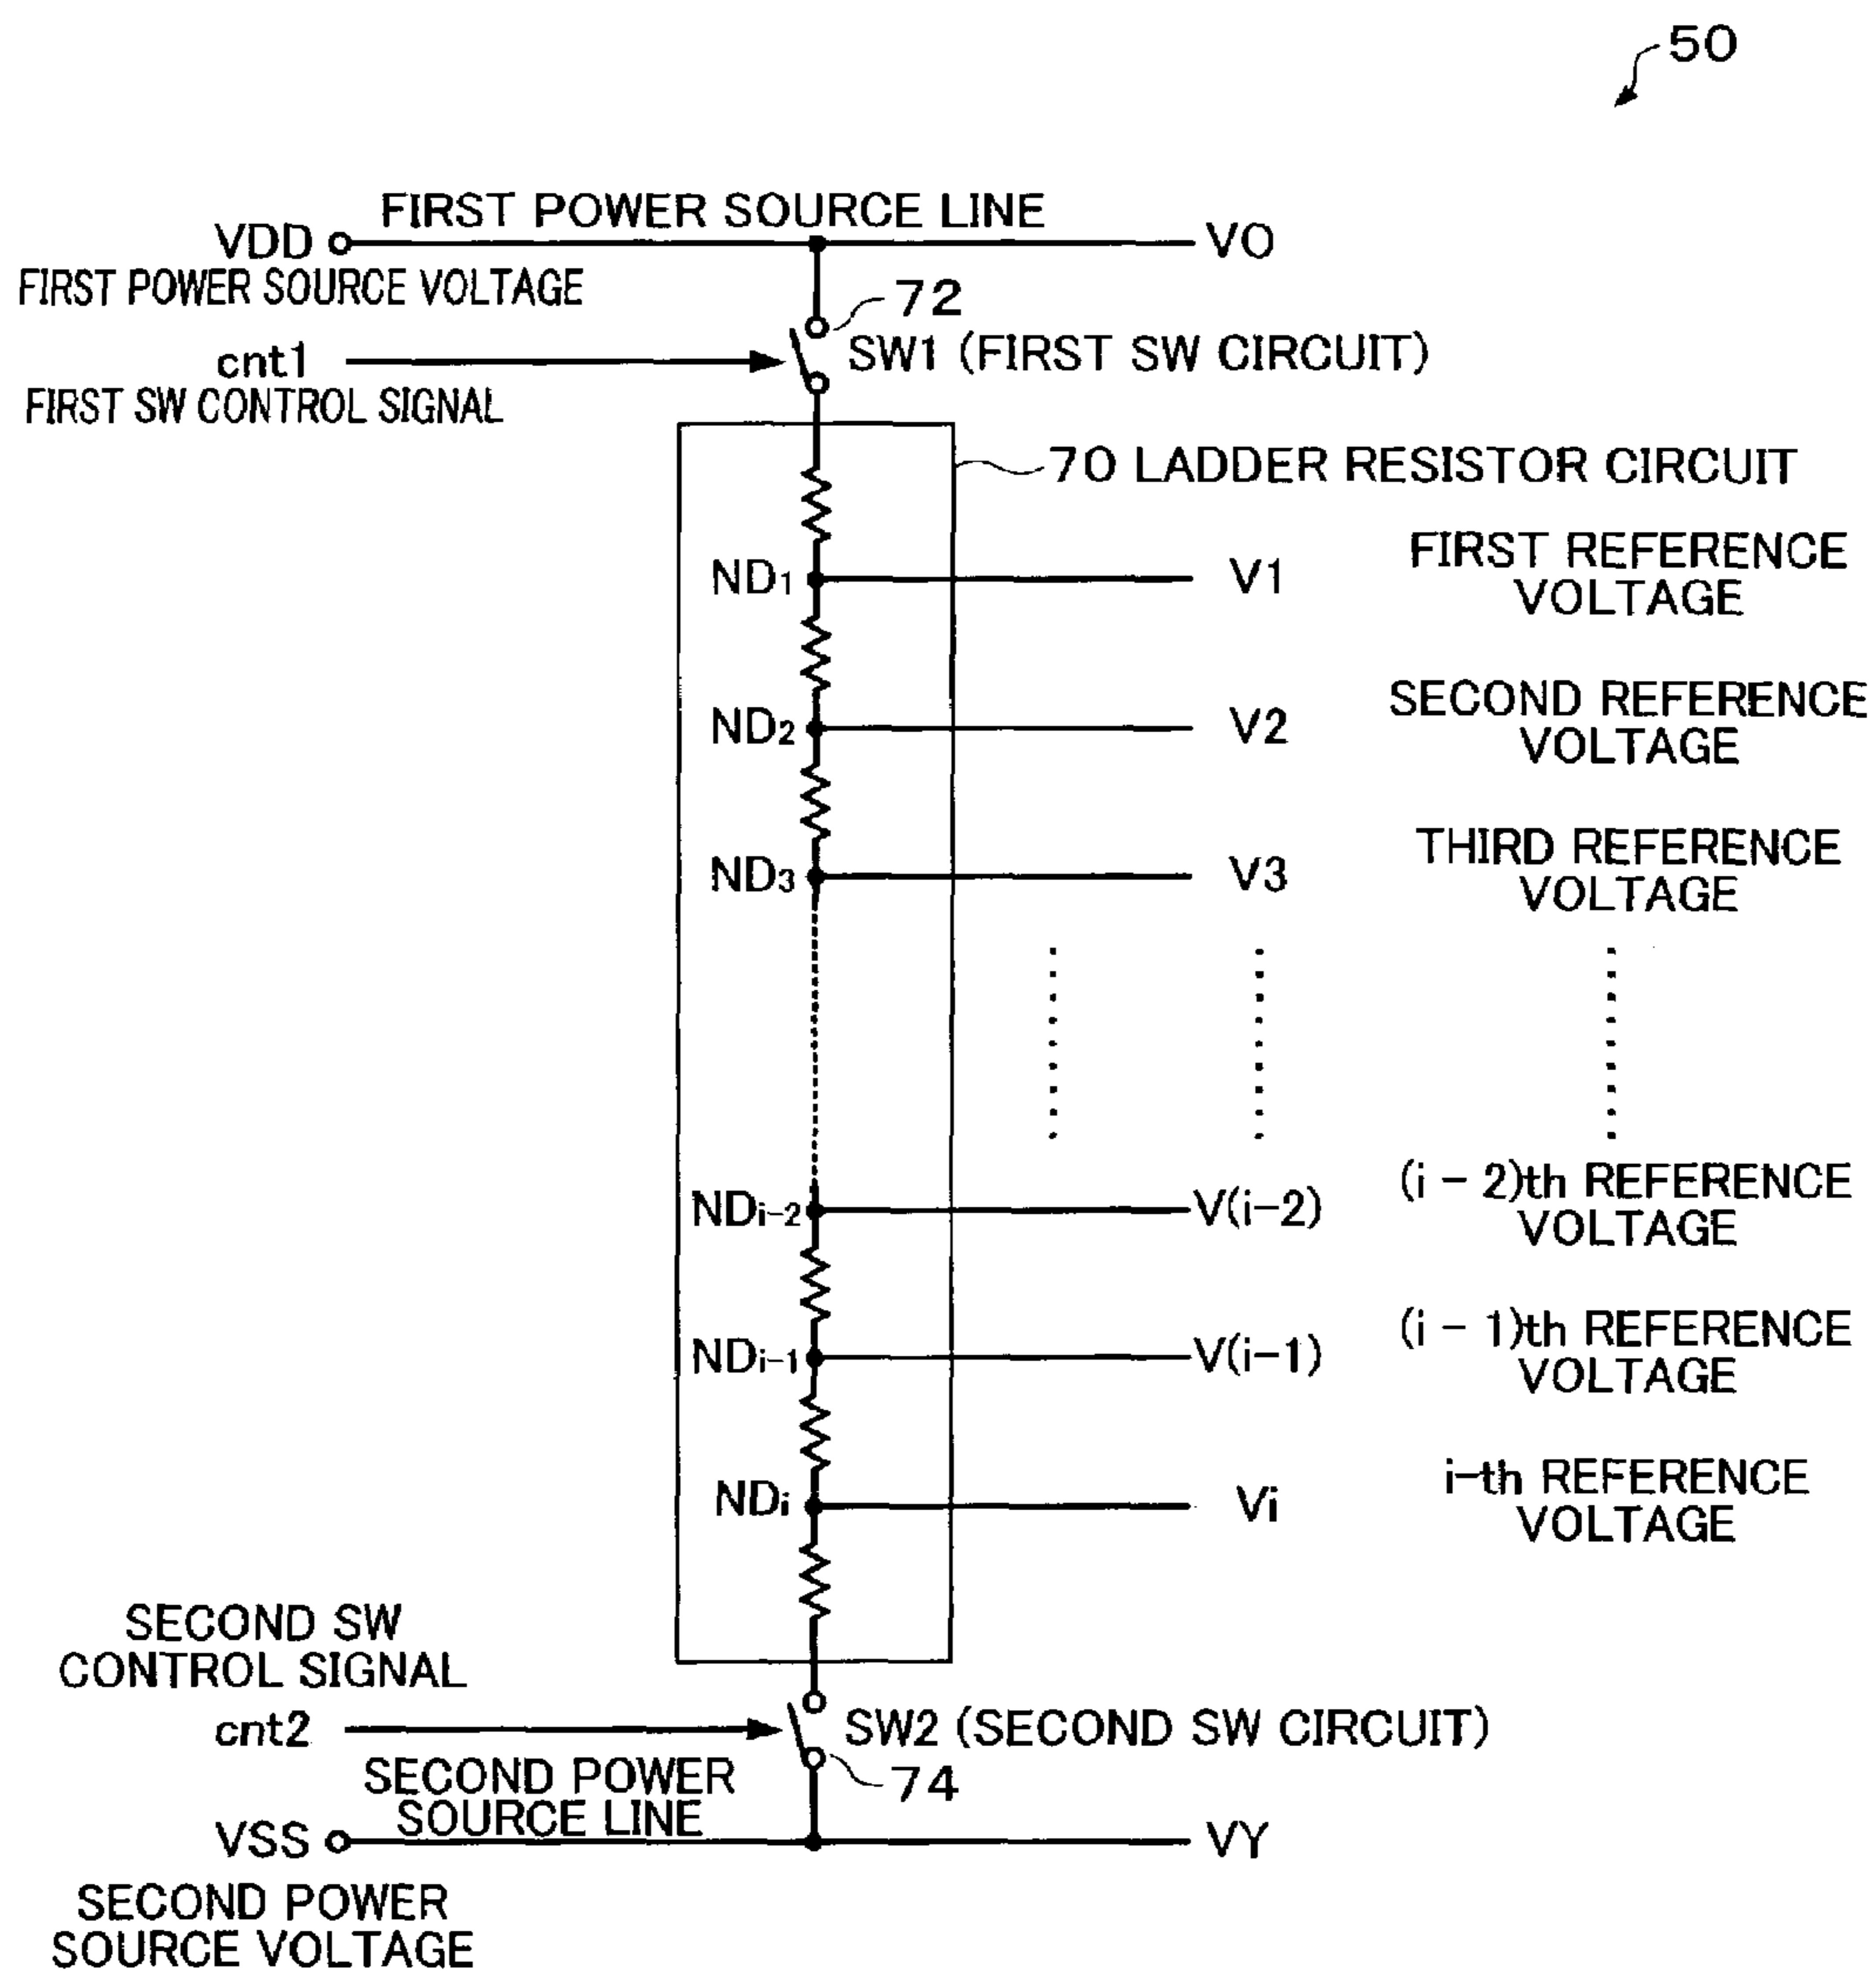 50
FIRST POWER SOURCE LINE
VDD
VO
FIRST POWER SOURCE VOLTAGE
72
cnt1
SW1 (FIRST SW CIRCUIT)
FIRST SW CONTROL SIGNAL
70 LADDER RESISTOR CIRCUIT
ND1
V1
FIRST REFERENCE
VOLTAGE
ND2
V2
SECOND REFERENCE
VOLTAGE
ND3
V3
THIRD REFERENCE
VOLTAGE
NDi-2
V(i-2)
(i - 2)th REFERENCE
VOLTAGE
NDi-1
V(i-1)
(i - 1)th REFERENCE
VOLTAGE
NDi
Vi
i-th REFERENCE
VOLTAGE
SECOND SW
CONTROL SIGNAL
cnt2
SW2 (SECOND SW CIRCUIT)
74
SECOND POWER
SOURCE LINE
VSS
VY
SECOND POWER
SOURCE VOLTAGE